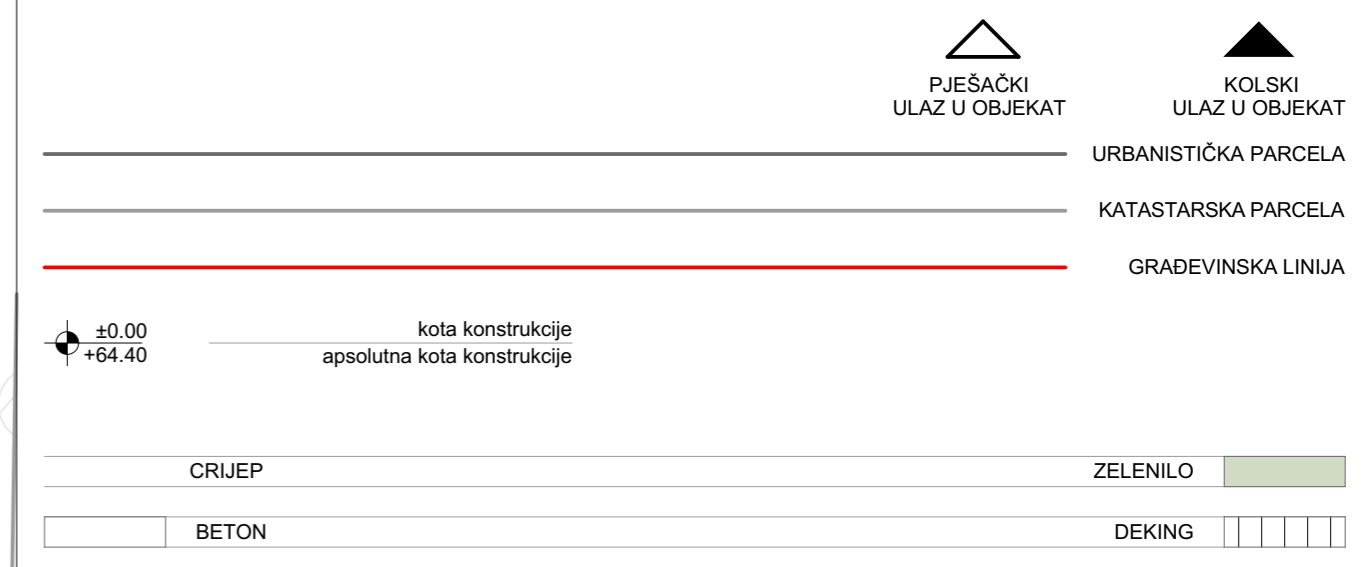 PJEŠAČKI
ULAZ U OBJEKAT
KOLSKI
ULAZ U OBJEKAT
URBANISTIČKA PARCELA
KATASTARSKA PARCELA
GRAĐEVINSKA LINIJA
±0.00
+64.40
kota konstrukcije
apsolutna kota konstrukcije
CRIJEP
ZELENILO
BETON
DEKING